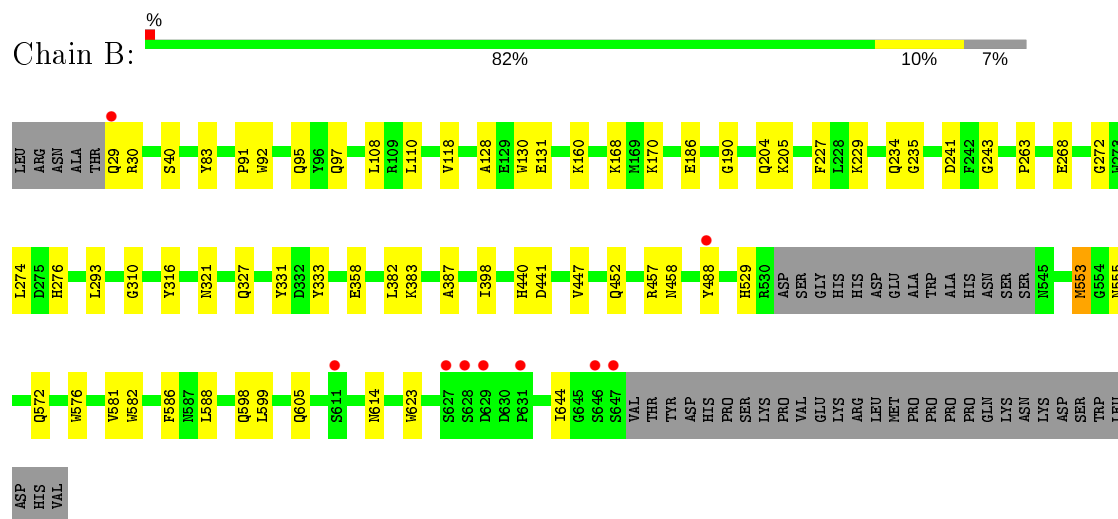 %
Chain B:
82% 10% 7%
LEU ARG ASN ALA THR Q29 R30 S40 Y83 P91 W92 Q95 Y96 Q97 L108 R109 L110 V118 A128 E129 W130 E131 K160 K168 M169 K170 E186 G190 Q204 K205 F227 L228 K229 Q234 G235 D241 F242 G243 P263 E268 G272 W273
L274 D275 H276 L293 G310 Y316 N321 Q327 Y331 D332 Y333 E358 L382 K383 A387 I398 H440 D441 V447 Q452 R457 N458 Y488 H529 R530 ASP SER GLY HIS HIS ASP GLU ALA TRP ALA HIS ASN SER SER N545 M553 G554 N555
Q572 W576 V581 W582 F586 N587 L588 Q598 L599 Q605 S611 N614 W623 S627 S628 D629 D630 P631 I644 G645 S646 S647 VAL THR TYR ASP HIS PRO SER LYS PRO VAL GLU LYS ARG LEU MET PRO PRO PRO PRO GLN LYS ASN LYS ASP SER TRP LEU
ASP HIS VAL